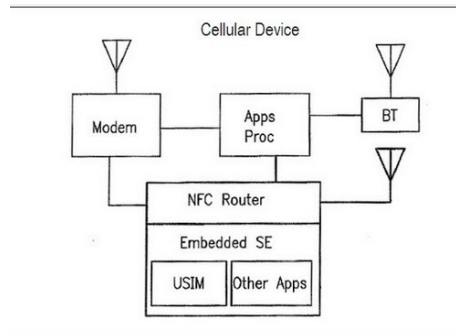 Cellular Device
Modem
Apps
Proc
BT
NFC Router
Embedded SE
USIM
Other Apps